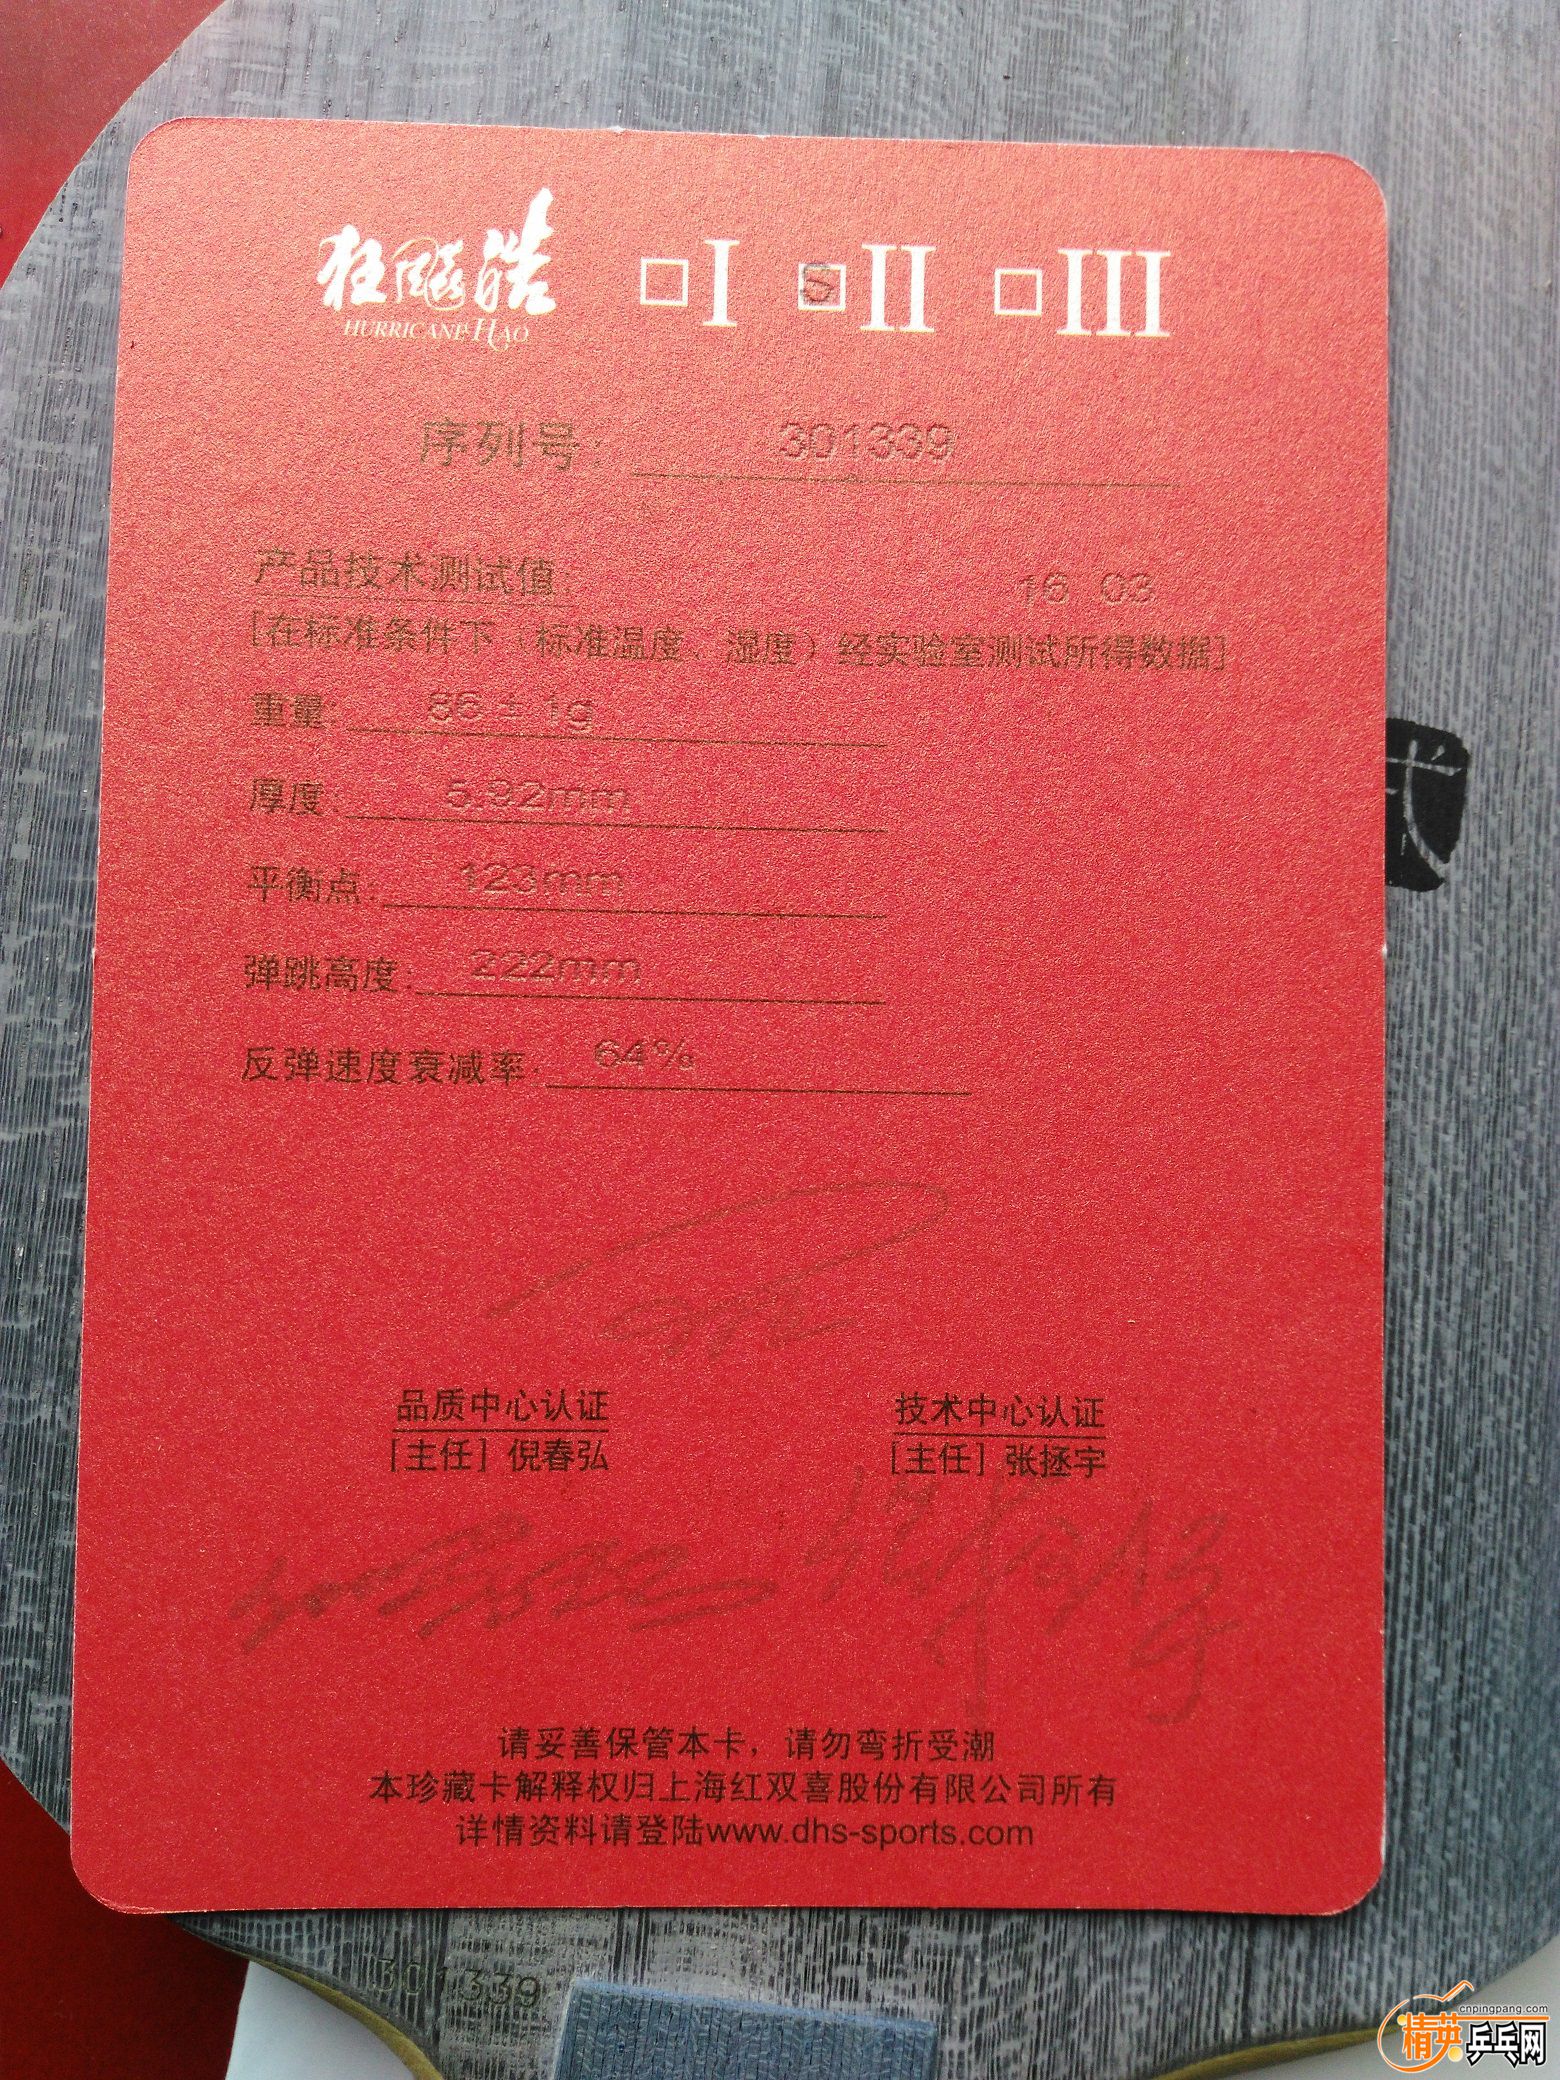 狂飚皓 □I □II □III
HURRICANE HAO
S
序列号: 301339
产品技术测试值: 16 03
[在标准条件下（标准温度、湿度）经实验室测试所得数据]
重量: 86±1g
厚度: 5.92mm
平衡点: 123mm
弹跳高度: 222mm
反弹速度衰减率: 64%
品质中心认证 技术中心认证
[主任] 倪春弘 [主任] 张拯宇
请妥善保管本卡，请勿弯折受潮
本珍藏卡解释权归上海红双喜股份有限公司所有
详情资料请登陆www.dhs-sports.com
301339
cnpingpang.com
精英乒乓网